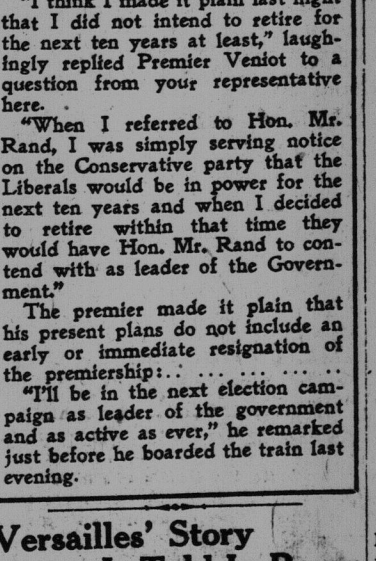 "I think I made it plain last night
that I did not intend to retire for
the next ten years at least," laugh-
ingly replied Premier Veniot to a
question from your representative
here.
"When I referred to Hon. Mr.
Rand, I was simply serving notice
on the Conservative party that the
Liberals would be in power for the
next ten years and when I decided
to retire within that time they
would have Hon. Mr. Rand to con-
tend with as leader of the Govern-
ment."
The premier made it plain that
his present plans do not include an
early or immediate resignation of
the premiership:.. ... ... ... ... ..
"I'll be in the next election cam-
paign as leader of the government
and as active as ever," he remarked
just before he boarded the train last
evening.
Versailles' Story